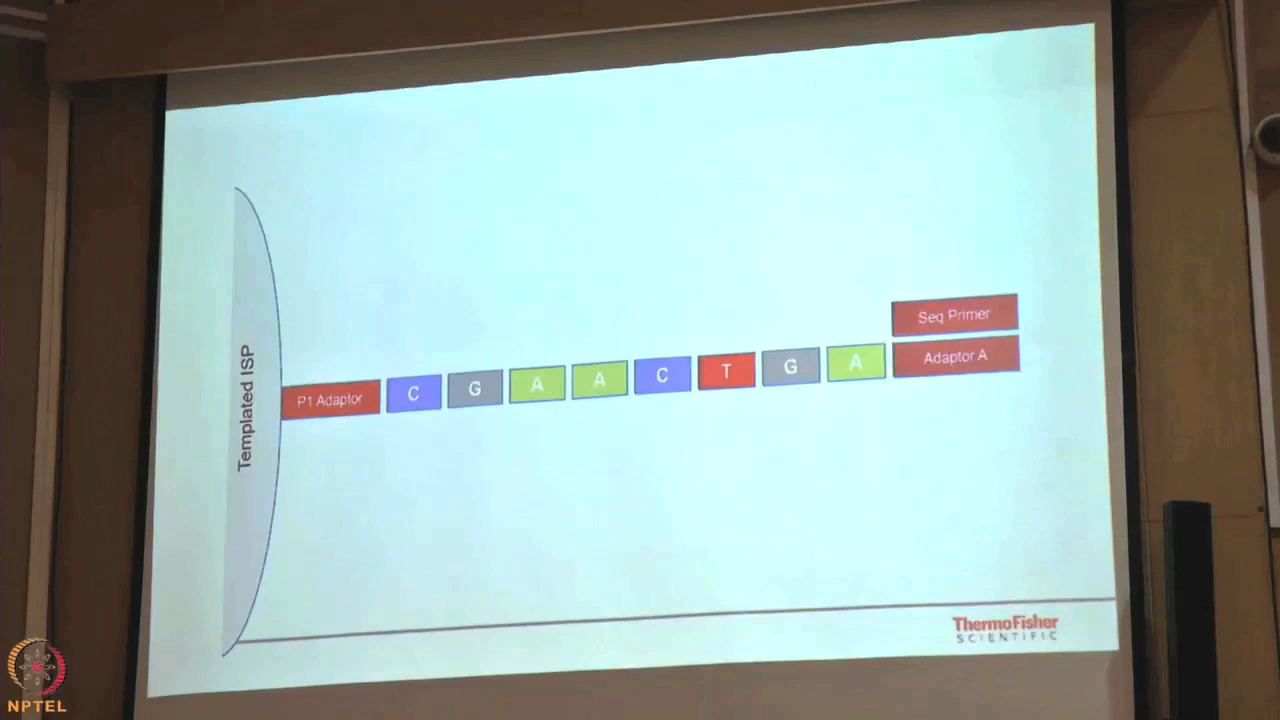 Templated ISP
Seq Primer
P1 Adaptor C G A A C T G A Adaptor A
ThermoFisher
SCIENTIFIC
NPTEL